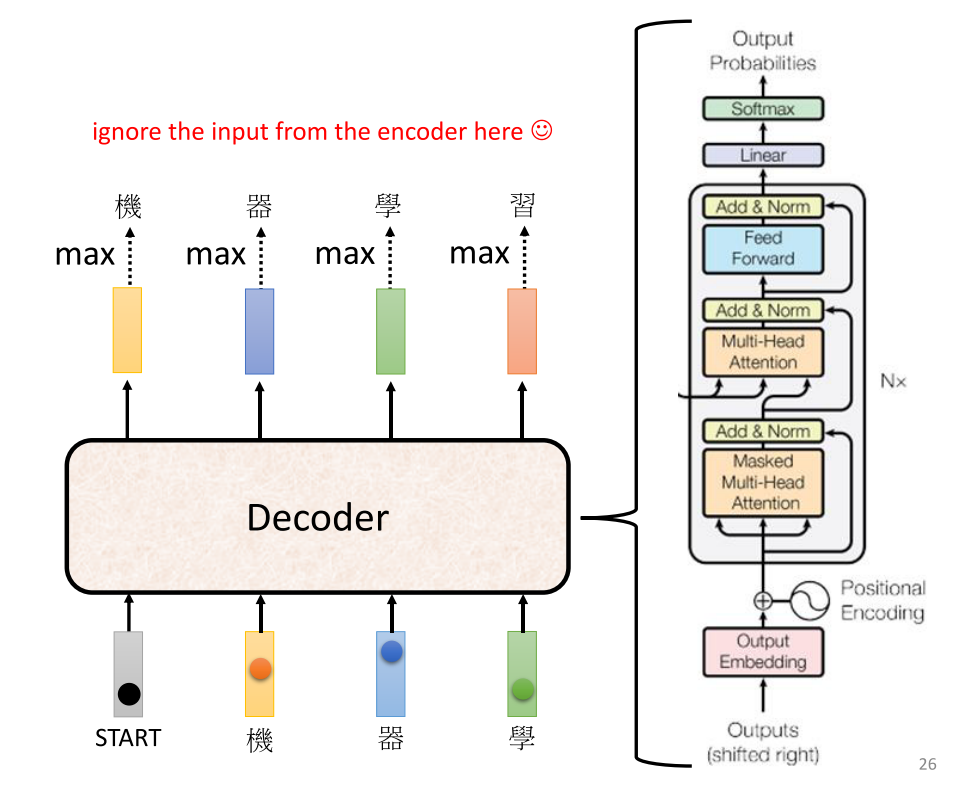 ignore the input from the encoder here ☺
機 器 學 習
max max max max
Decoder
START 機 器 學
Output
Probabilities
Softmax
Linear
Add & Norm
Feed
Forward
Add & Norm
Multi-Head
Attention
N×
Add & Norm
Masked
Multi-Head
Attention
Positional
Encoding
Output
Embedding
Outputs
(shifted right)
26